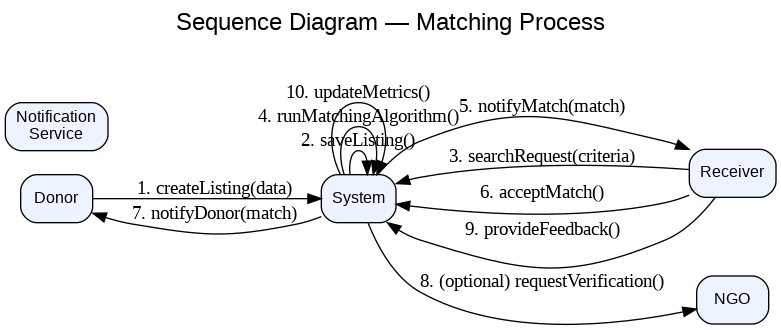 Sequence Diagram — Matching Process
10. updateMetrics()
5. notifyMatch(match)
Notification
Service
4. runMatchingAlgorithm()
2. saveListing()
3. searchRequest(criteria)
Receiver
1. createListing(data)
Donor
System
6. acceptMatch()
7. notifyDonor(match)
9. provideFeedback()
8. (optional) requestVerification()
NGO